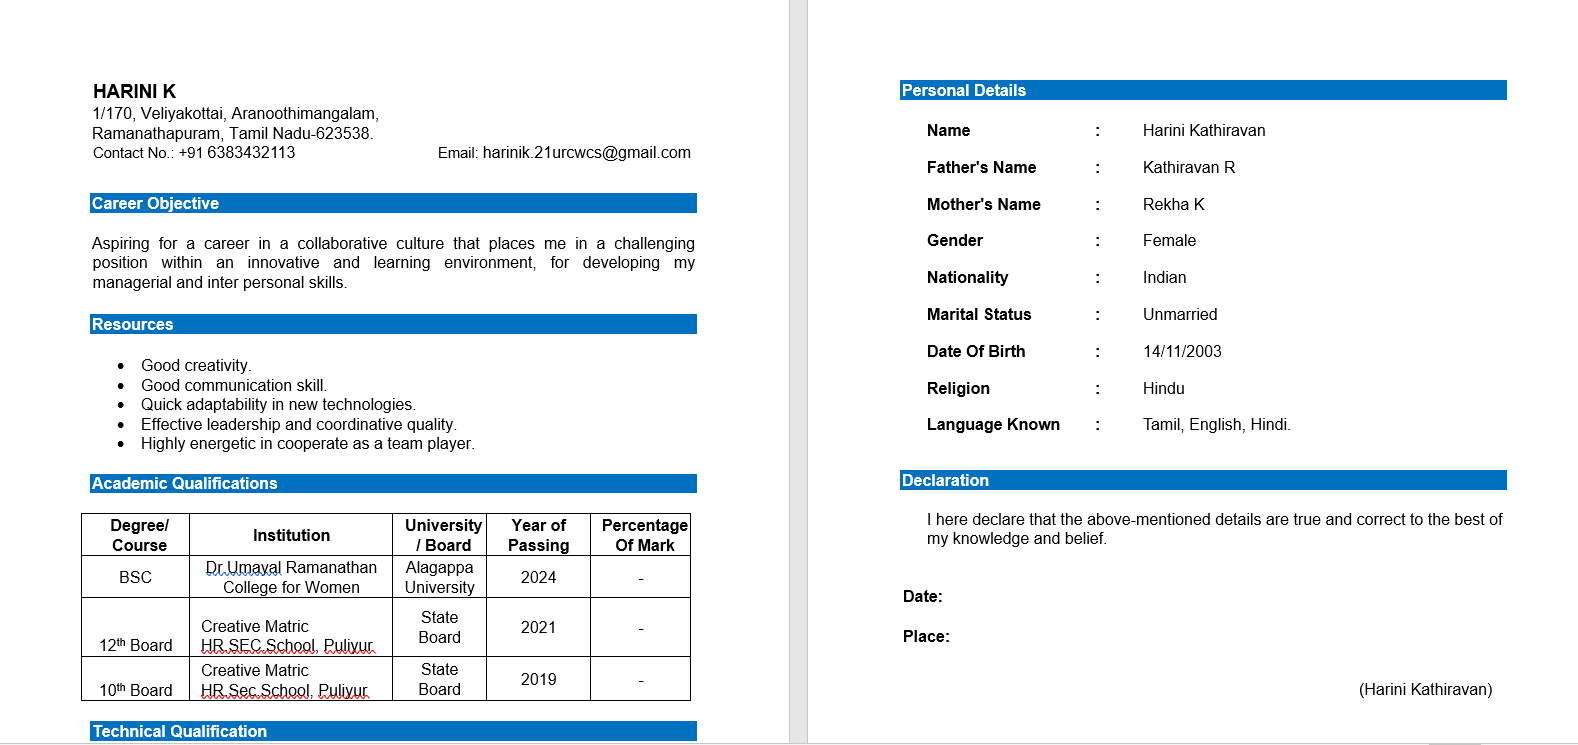 HARINI K
1/170, Veliyakottai, Aranoothimangalam,
Ramanathapuram, Tamil Nadu-623538.
Contact No.: +91 6383432113 Email: harinik.21urcwcs@gmail.com
Career Objective
Aspiring for a career in a collaborative culture that places me in a challenging
position within an innovative and learning environment, for developing my
managerial and inter personal skills.
Resources
• Good creativity.
• Good communication skill.
• Quick adaptability in new technologies.
• Effective leadership and coordinative quality.
• Highly energetic in cooperate as a team player.
Academic Qualifications
Degree/ Course | Institution | University / Board | Year of Passing | Percentage Of Mark
BSC | Dr.Umayal Ramanathan College for Women | Alagappa University | 2024 | -
12th Board | Creative Matric HR.SEC.School, Puliyur. | State Board | 2021 | -
10th Board | Creative Matric HR.Sec.School, Puliyur | State Board | 2019 | -
Technical Qualification
Personal Details
Name : Harini Kathiravan
Father's Name : Kathiravan R
Mother's Name : Rekha K
Gender : Female
Nationality : Indian
Marital Status : Unmarried
Date Of Birth : 14/11/2003
Religion : Hindu
Language Known : Tamil, English, Hindi.
Declaration
I here declare that the above-mentioned details are true and correct to the best of
my knowledge and belief.
Date:
Place:
(Harini Kathiravan)